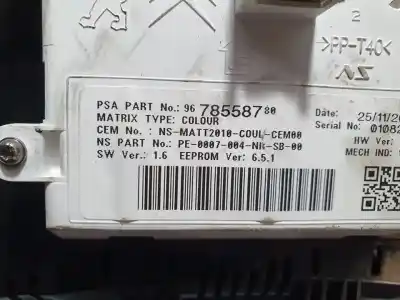 2
>PP-T40<
NS
PSA PART No.: 96 785587 80
MATRIX TYPE: COLOUR
CEM No.: NS-MATT2010-COUL-CEM00
NS PART No.: PE-0007-004-NR-SB-00
SW Ver.: 1.6 EEPROM Ver: 6.5.1
Date: 25/11/20
Serial No: 01082
HW Ver:
MECH IND: